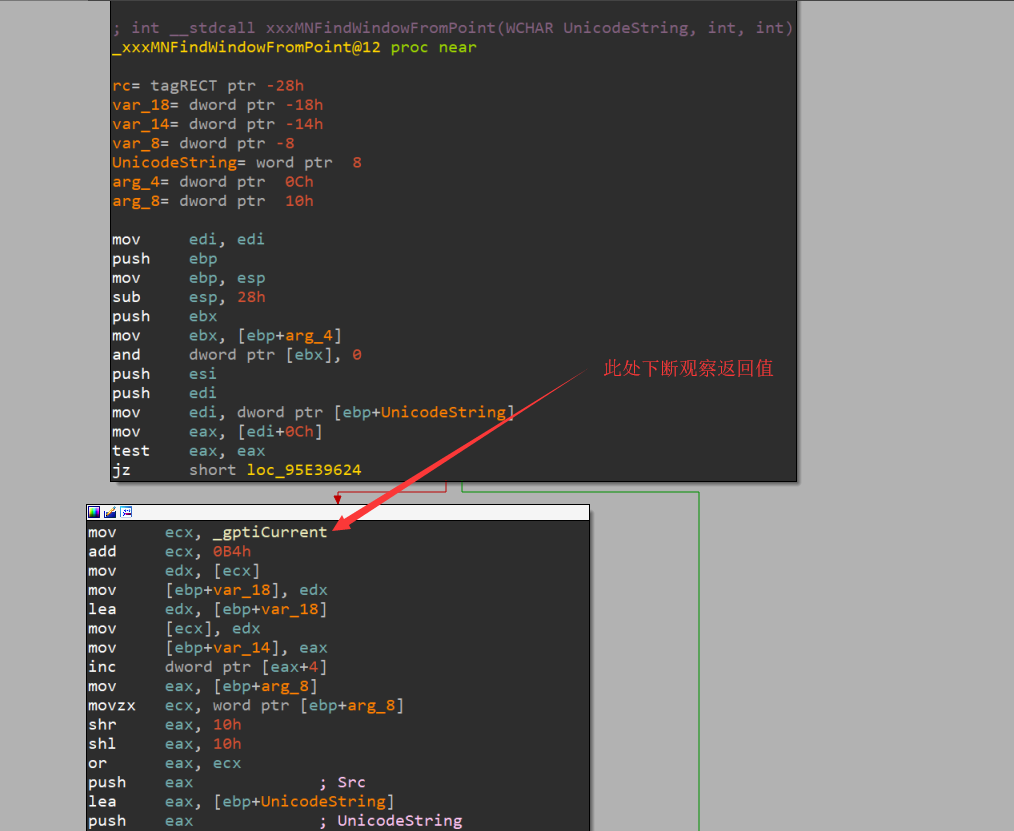 ; int __stdcall xxxMNFindWindowFromPoint(WCHAR UnicodeString, int, int)
_xxxMNFindWindowFromPoint@12 proc near
rc= tagRECT ptr -28h
var_18= dword ptr -18h
var_14= dword ptr -14h
var_8= dword ptr -8
UnicodeString= word ptr  8
arg_4= dword ptr  0Ch
arg_8= dword ptr  10h
mov     edi, edi
push    ebp
mov     ebp, esp
sub     esp, 28h
push    ebx
mov     ebx, [ebp+arg_4]
and     dword ptr [ebx], 0
push    esi
push    edi
mov     edi, dword ptr [ebp+UnicodeString]
mov     eax, [edi+0Ch]
test    eax, eax
jz      short loc_95E39624
此处下断观察返回值
mov     ecx, _gptiCurrent
add     ecx, 0B4h
mov     edx, [ecx]
mov     [ebp+var_18], edx
lea     edx, [ebp+var_18]
mov     [ecx], edx
mov     [ebp+var_14], eax
inc     dword ptr [eax+4]
mov     eax, [ebp+arg_8]
movzx   ecx, word ptr [ebp+arg_8]
shr     eax, 10h
shl     eax, 10h
or      eax, ecx
push    eax             ; Src
lea     eax, [ebp+UnicodeString]
push    eax             ; UnicodeString